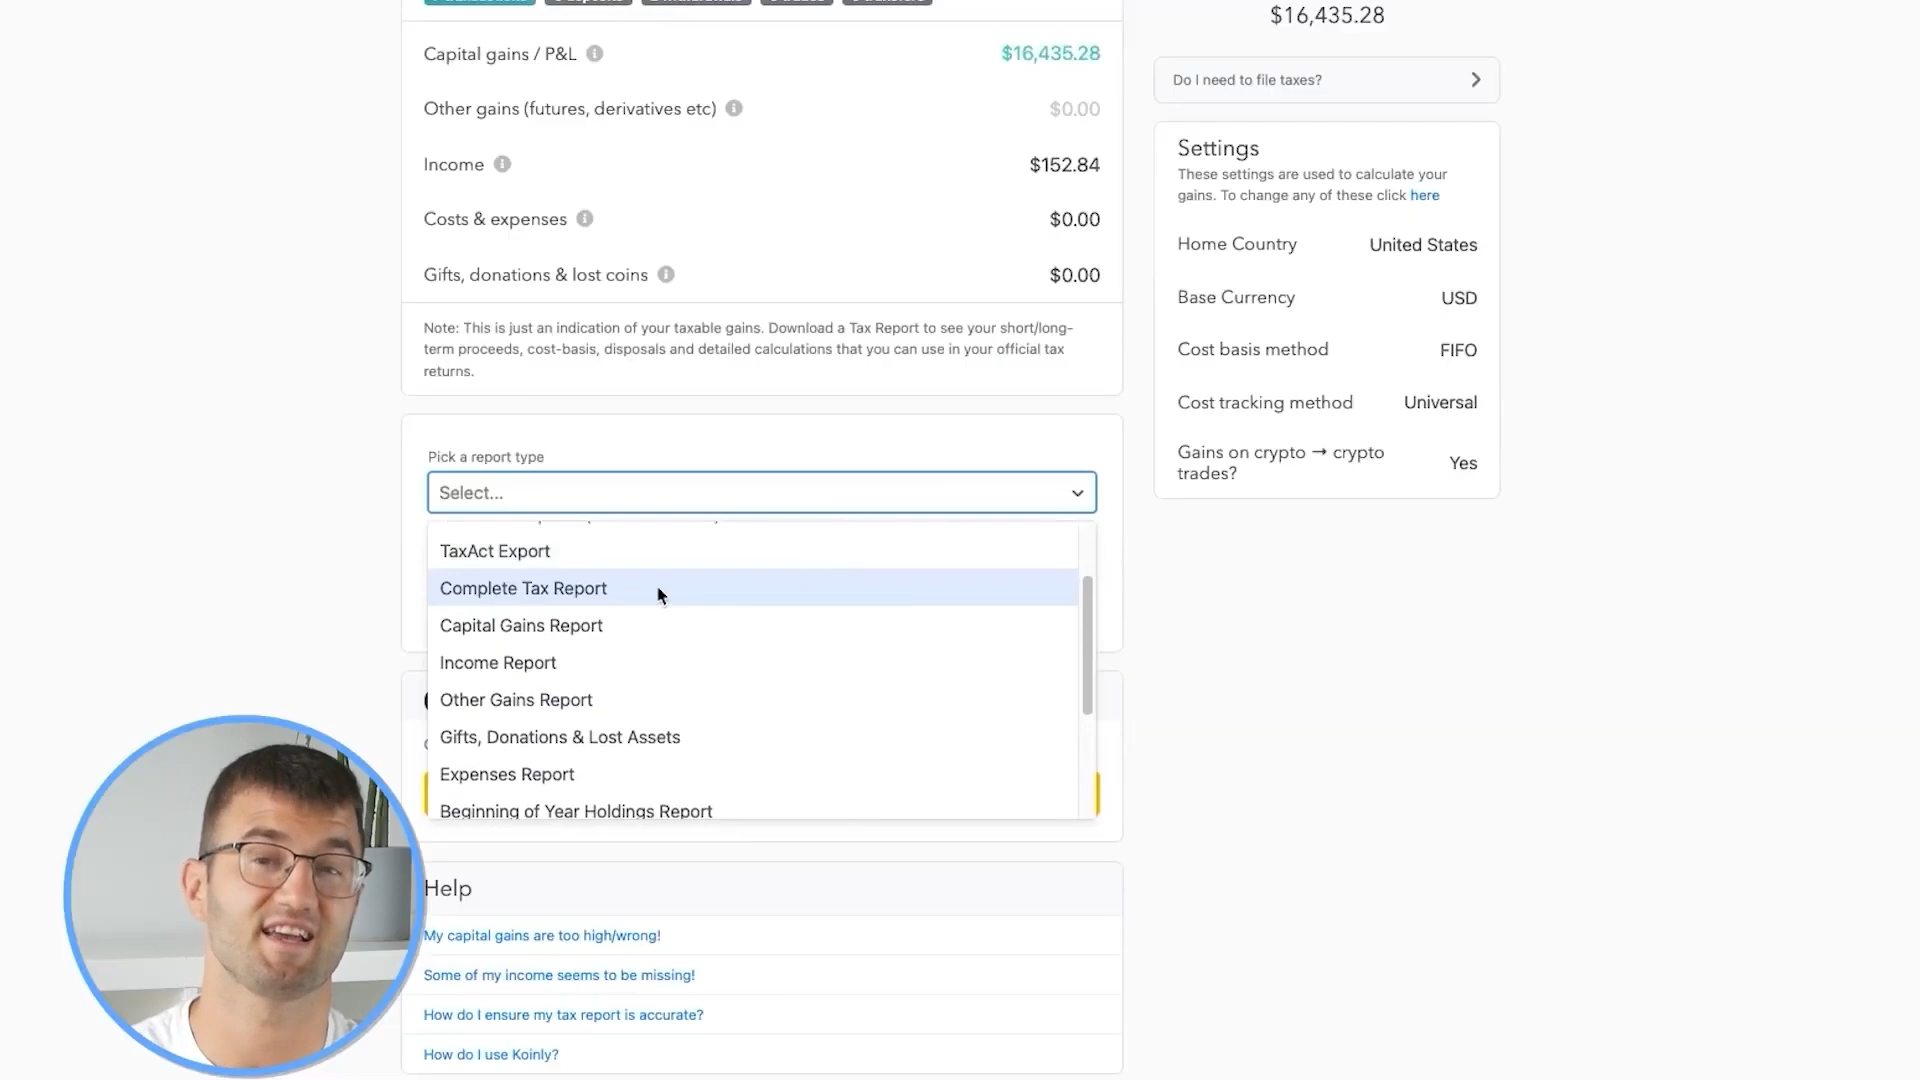 $16,435.28
Capital gains / P&L
$16,435.28
Do I need to file taxes?
Other gains (futures, derivatives etc)
$0.00
Income
$152.84
Costs & expenses
$0.00
Gifts, donations & lost coins
$0.00
Note: This is just an indication of your taxable gains. Download a Tax Report to see your short/long-
term proceeds, cost-basis, disposals and detailed calculations that you can use in your official tax
returns.
Settings
These settings are used to calculate your
gains. To change any of these click here
Home Country
United States
Base Currency
USD
Cost basis method
FIFO
Cost tracking method
Universal
Gains on crypto → crypto
trades?
Yes
Pick a report type
Select...
TaxAct Export
Complete Tax Report
Capital Gains Report
Income Report
Other Gains Report
Gifts, Donations & Lost Assets
Expenses Report
Beginning of Year Holdings Report
Help
My capital gains are too high/wrong!
Some of my income seems to be missing!
How do I ensure my tax report is accurate?
How do I use Koinly?